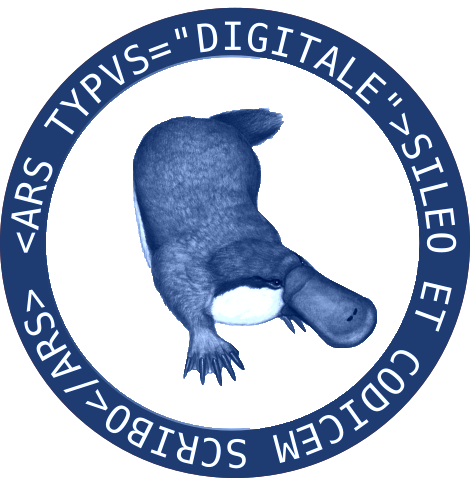 <ARS TYPVS="DIGITALE">SILEO ET CODICEM SCRIBO</ARS>